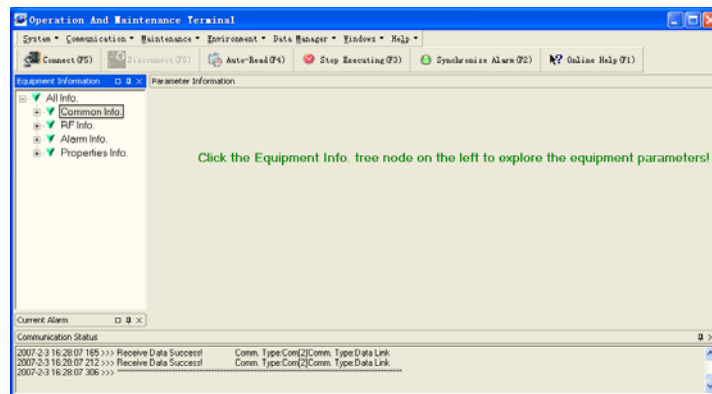 Operation And Maintenance Terminal
System Communication Maintenance Environment Data Manager Windows Help
Connect(F5) Disconnect(F6) Auto-Read(F4) Stop Executing(F3) Synchronize Alarm(F2) Online Help(F1)
Equipment Information Parameter Information
All Info.
Common Info.
RF Info.
Alarm Info.
Properties Info.
Click the Equipment Info. tree node on the left to explore the equipment parameters!
Current Alarm
Communication Status
2007-2-3 16:28:07 165 >>> Receive Data Success! Comm. Type:Com[2]Comm. Type:Data Link
2007-2-3 16:28:07 212 >>> Receive Data Success! Comm. Type:Com[2]Comm. Type:Data Link
2007-2-3 16:28:07 306 >>>